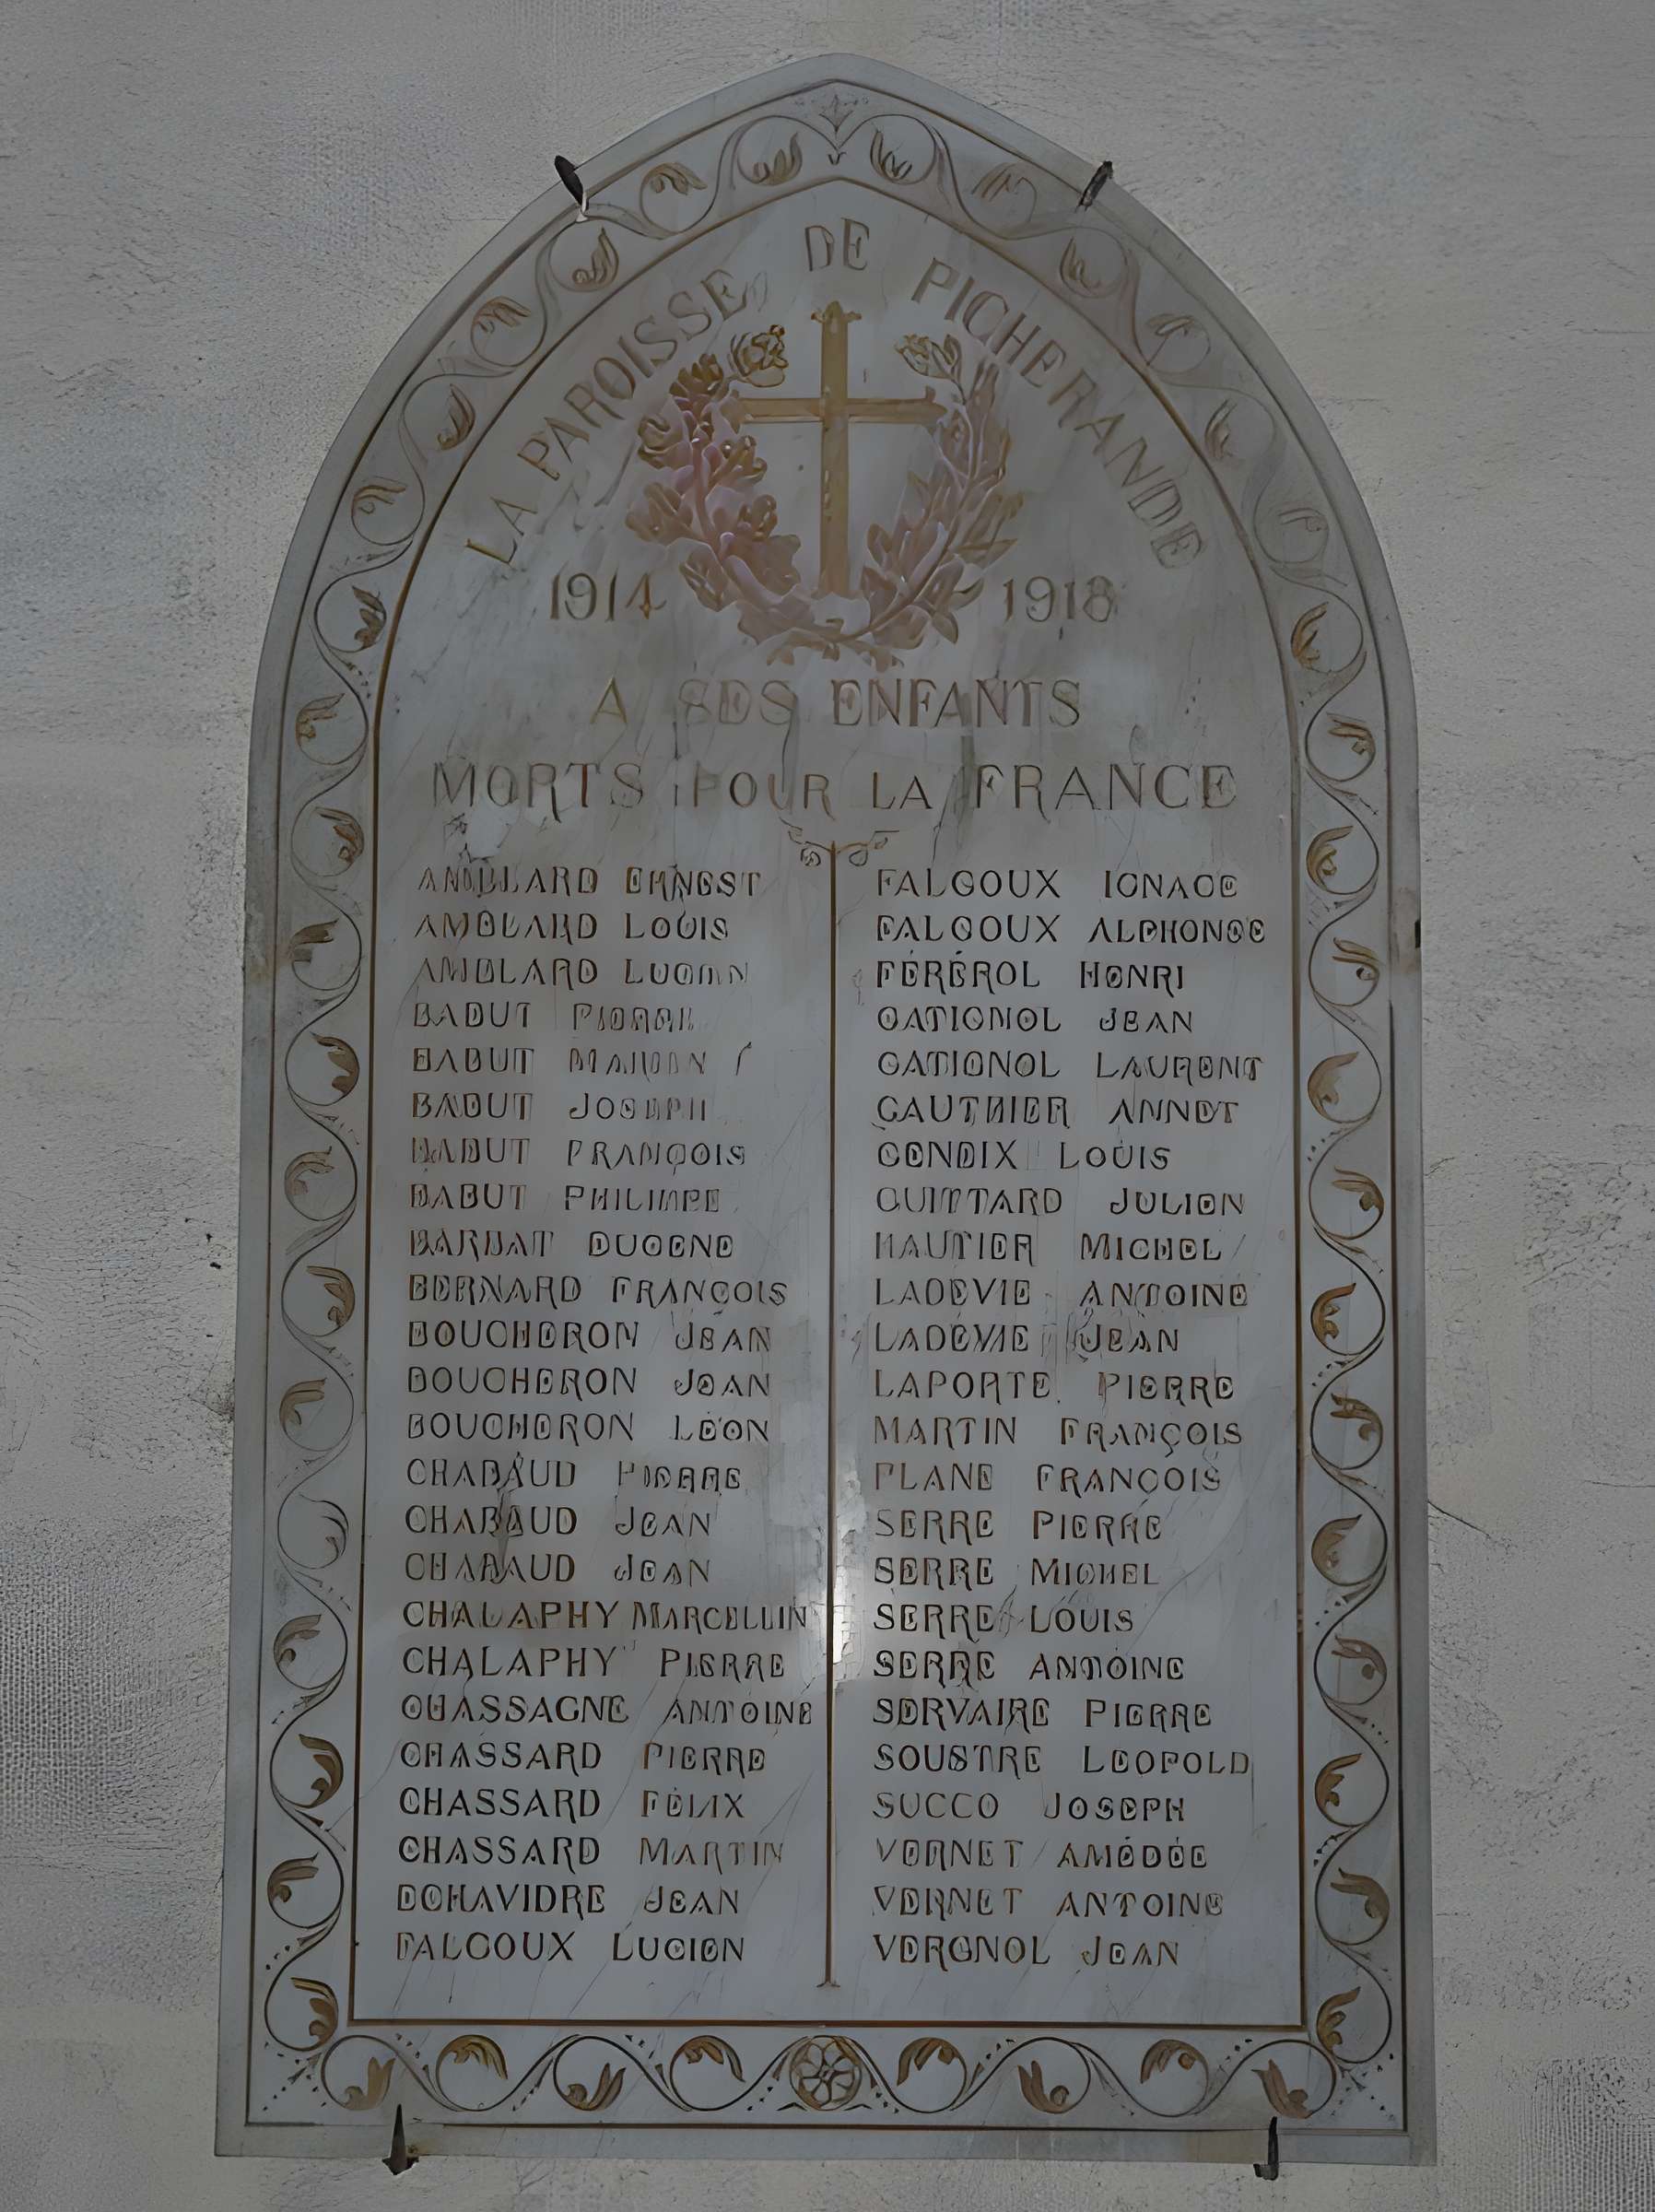 LA PAROISSE DE PICHERANDE
1914 1918
A SES ENFANTS
MORTS POUR LA FRANCE
AMBLARD ERNEST
AMBLARD LOUIS
AMBLARD LUCIEN
BABUT PIERRE
BABUT
BABUT JOSEPH
BABUT FRANÇOIS
BABUT PHILIPPE
BARBAT EUGENE
BERNARD FRANÇOIS
BOUCHERON JEAN
BOUCHERON JEAN
BOUCHERON LÉON
CHABAUD PIERRE
CHABAUD JEAN
CHABAUD JEAN
CHALAPHY MARCELLIN
CHALAPHY PIERRE
CHASSAGNE ANTOINE
CHASSARD PIERRE
CHASSARD FÉLIX
CHASSARD MARTIN
DCHAVIDRE JEAN
FALGOUX LUCIEN
FALGOUX IGNACE
FALGOUX ALPHONSE
FÉRÉROL HENRI
GATIGNOL JEAN
GATIGNOL LAURENT
GAUTHIER ANNET
GENDIX LOUIS
GUITTARD JULIEN
HAUTIER MICHEL
LADEVIE ANTOINE
LADEVIE JEAN
LAPORTE PIERRE
MARTIN FRANÇOIS
PLANE FRANÇOIS
SERRE PIERRE
SERRE MICHEL
SERRE LOUIS
SERRE ANTOINE
SERVAIRE PIERRE
SOUSTRE LEOPOLD
SUCCO JOSEPH
VERNET AMÉDÉE
VERNET ANTOINE
VERGNOL JEAN